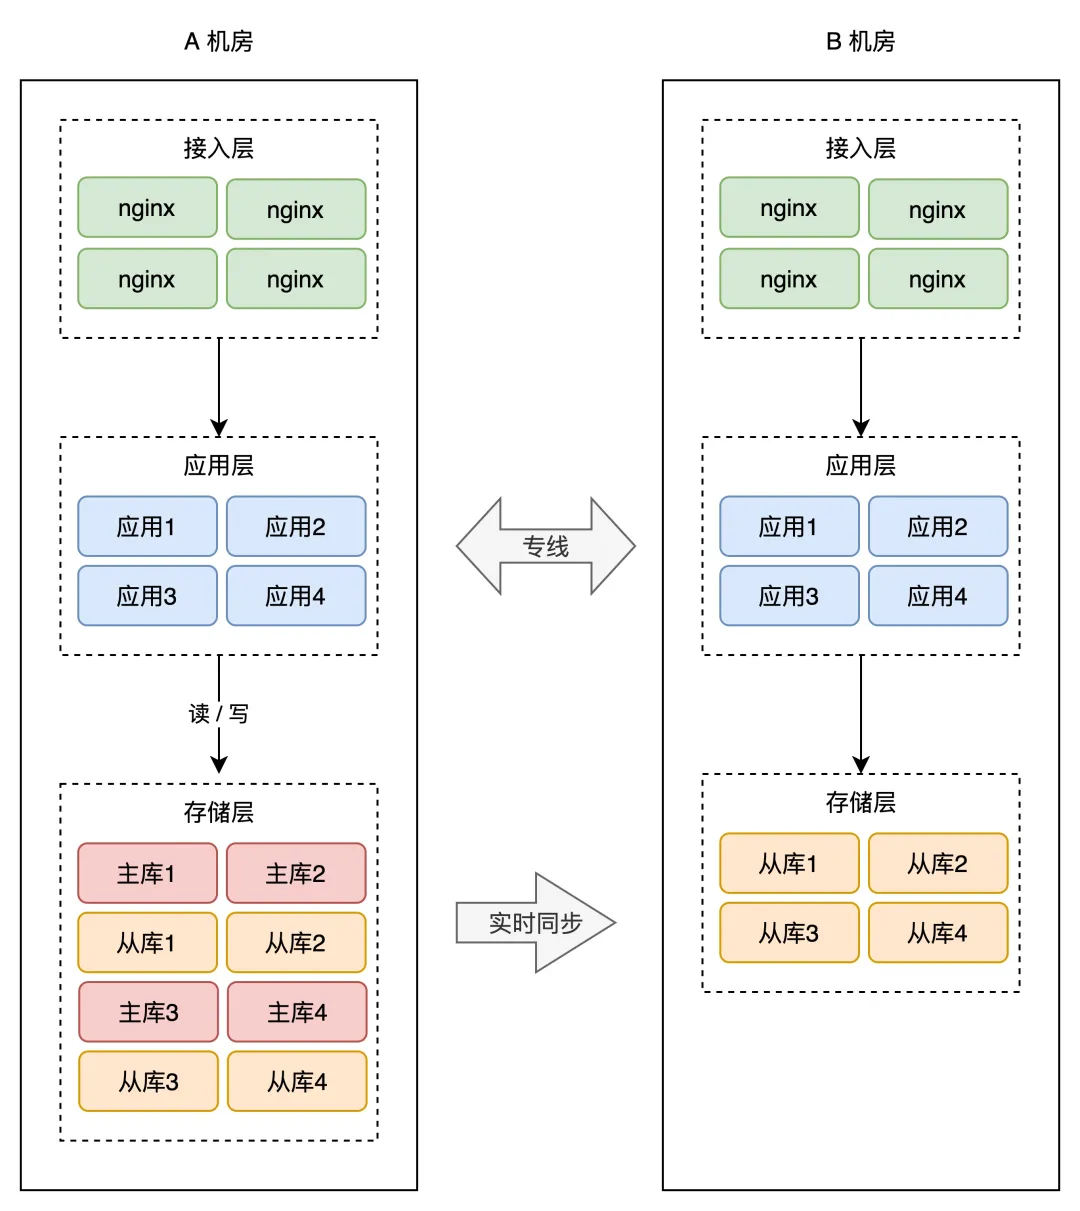 A 机房
接入层
nginx
nginx
nginx
nginx
应用层
应用1
应用2
应用3
应用4
读 / 写
存储层
主库1
主库2
从库1
从库2
主库3
主库4
从库3
从库4
专线
实时同步
B 机房
接入层
nginx
nginx
nginx
nginx
应用层
应用1
应用2
应用3
应用4
存储层
从库1
从库2
从库3
从库4